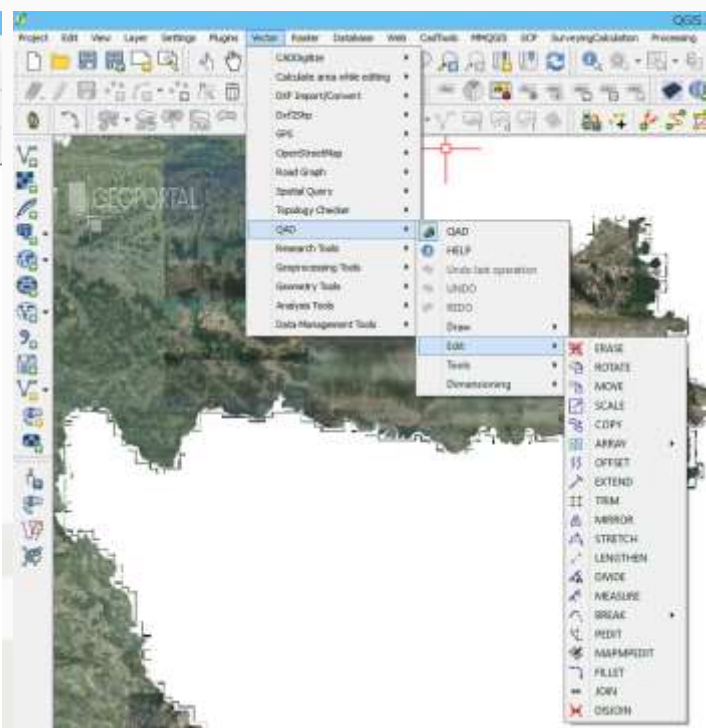 QGIS
Project Edit View Layer Settings Plugins Vector Raster Database Web CadTools MMQGIS GCP SurveyingCalculation Processing
CADDigitize
Calculate area while editing
DXF Import/Convert
Dxf2Shp
GPS
OpenStreetMap
Road Graph
Spatial Query
Topology Checker
QAD
Research Tools
Geoprocessing Tools
Geometry Tools
Analysis Tools
Data Management Tools
GEOPORTAL
QAD
HELP
Undo last operation
UNDO
REDO
Draw
Edit
Tools
Dimensioning
ERASE
ROTATE
MOVE
SCALE
COPY
ARRAY
OFFSET
EXTEND
TRIM
MIRROR
STRETCH
LENGTHEN
DIVIDE
MEASURE
BREAK
PEDIT
MAPMPEDIT
FILLET
JOIN
DISJOIN